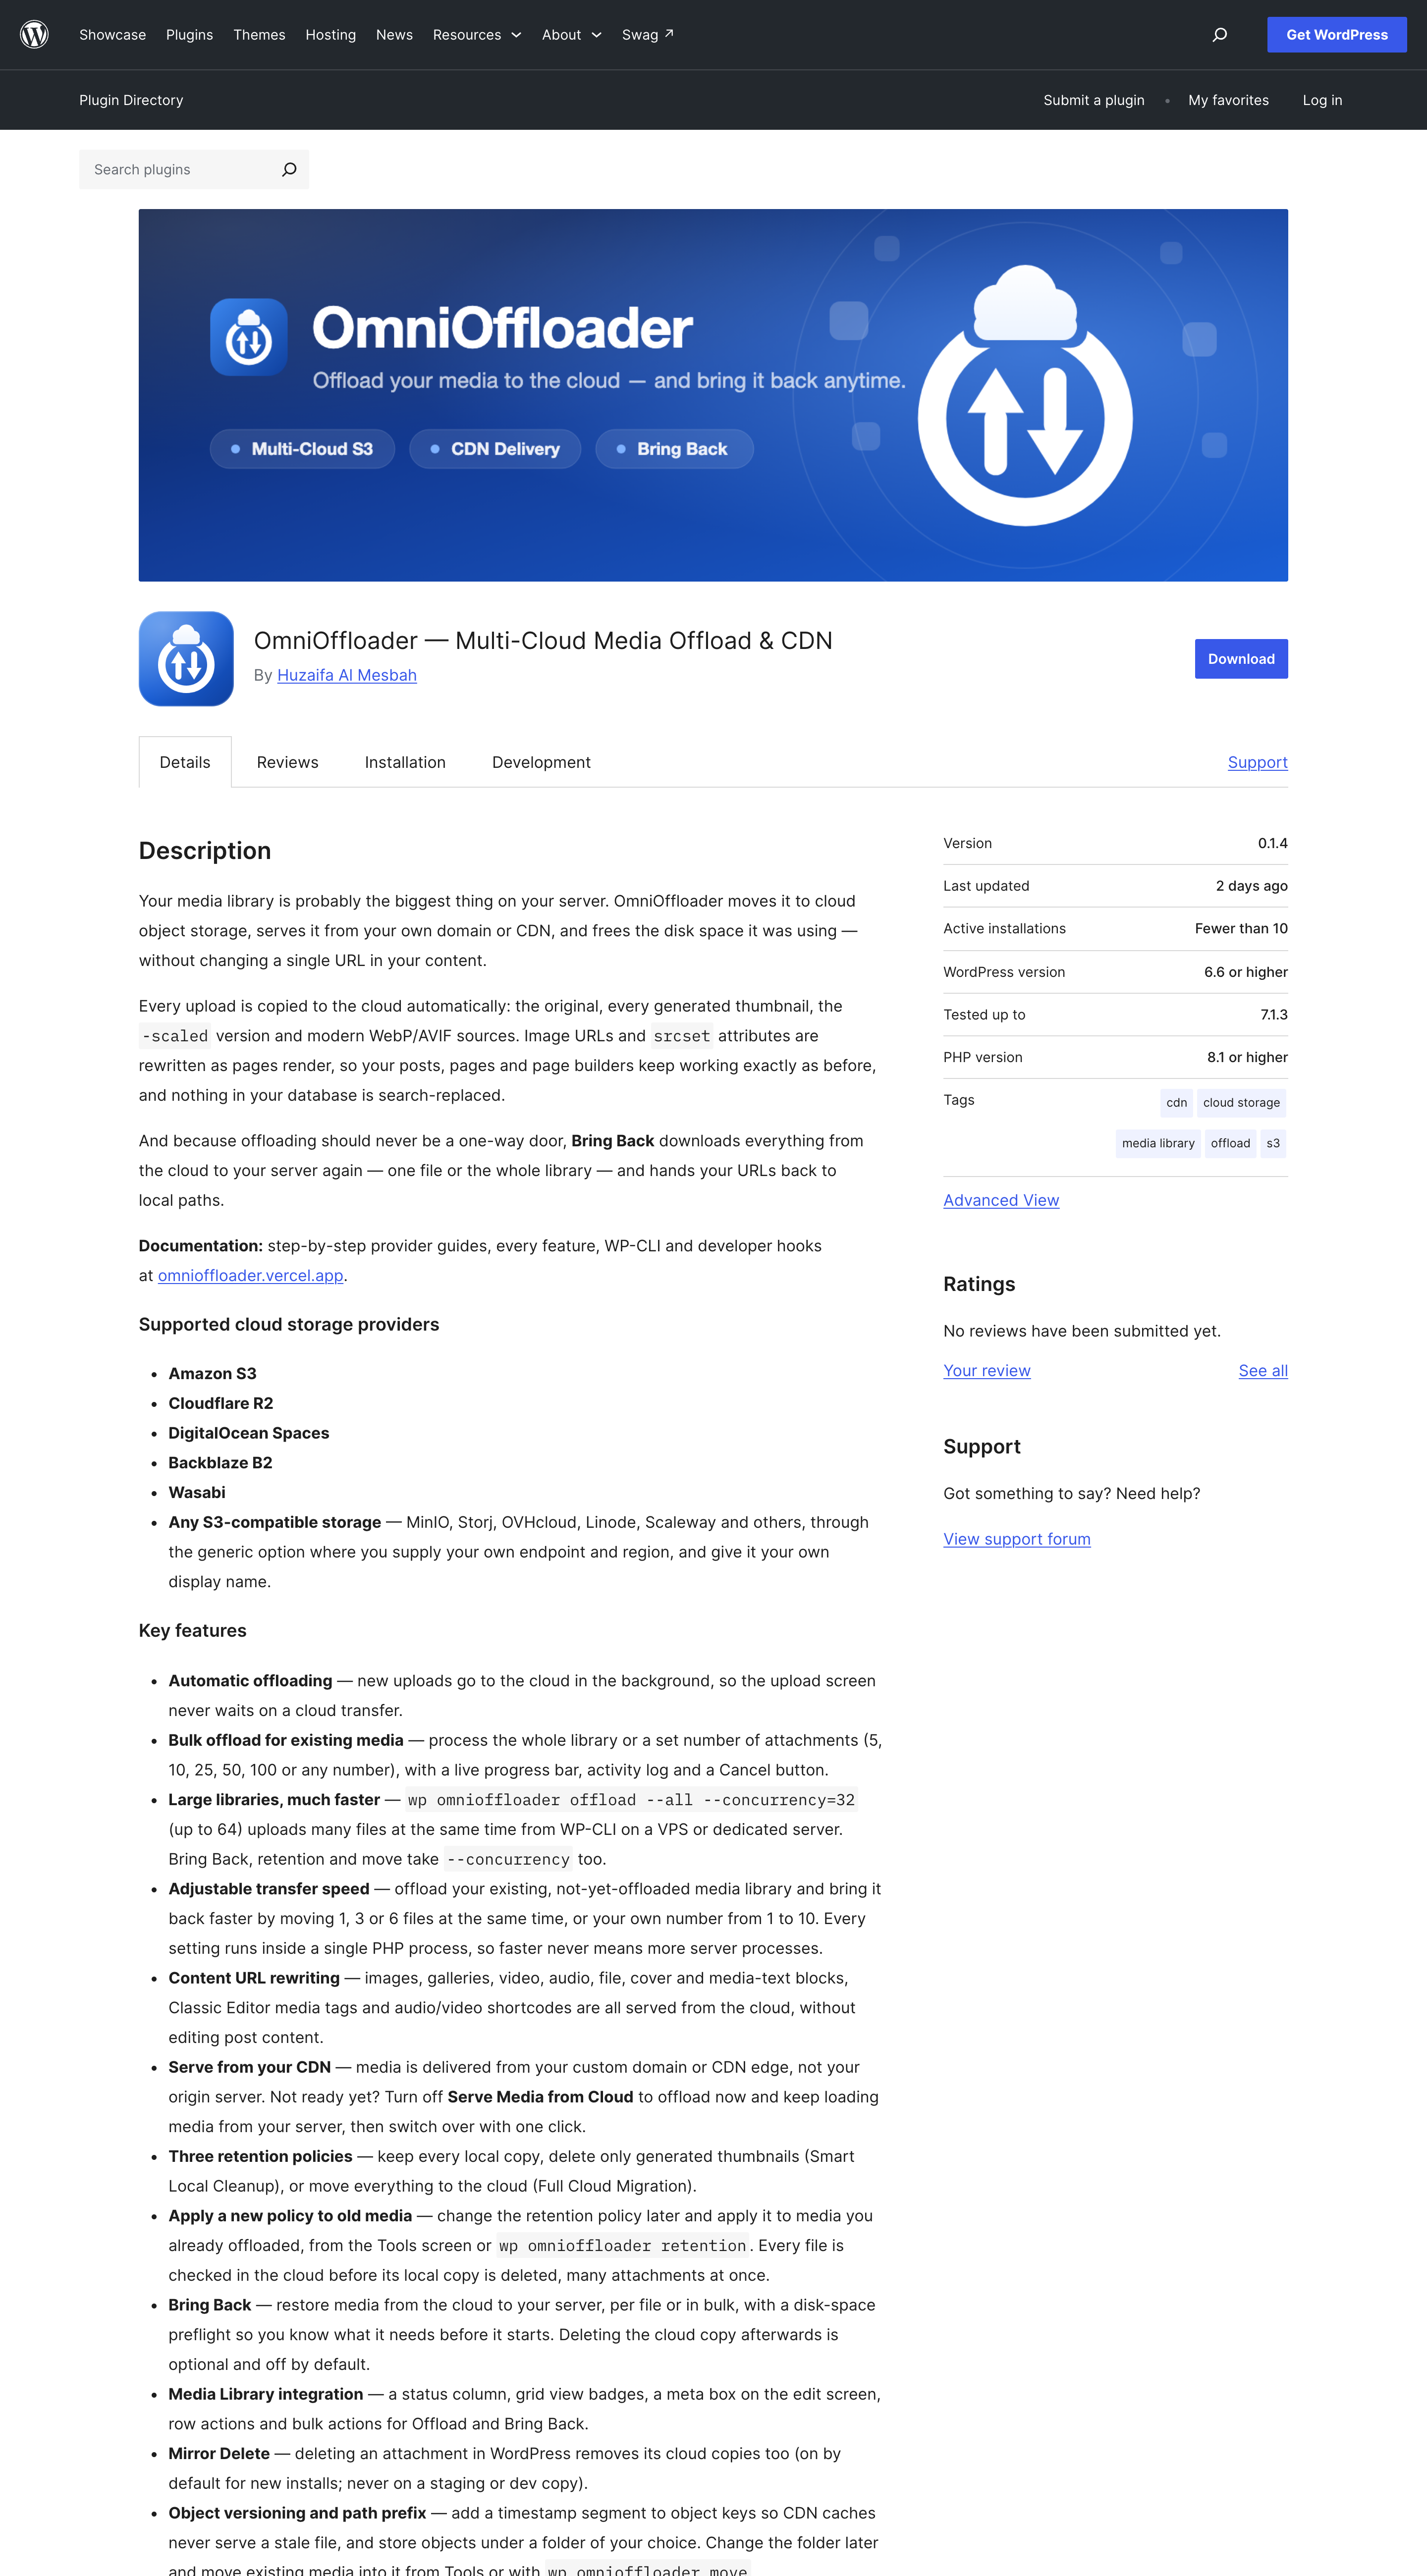 Showcase Plugins Themes Hosting News Resources About Swag ↗ Get WordPress
Plugin Directory Submit a plugin • My favorites Log in
Search plugins
OmniOffloader
Offload your media to the cloud — and bring it back anytime.
Multi-Cloud S3 CDN Delivery Bring Back
OmniOffloader — Multi-Cloud Media Offload & CDN
By Huzaifa Al Mesbah
Download
Details Reviews Installation Development Support
Description
Your media library is probably the biggest thing on your server. OmniOffloader moves it to cloud
object storage, serves it from your own domain or CDN, and frees the disk space it was using —
without changing a single URL in your content.
Every upload is copied to the cloud automatically: the original, every generated thumbnail, the
-scaled version and modern WebP/AVIF sources. Image URLs and srcset attributes are
rewritten as pages render, so your posts, pages and page builders keep working exactly as before,
and nothing in your database is search-replaced.
And because offloading should never be a one-way door, Bring Back downloads everything from
the cloud to your server again — one file or the whole library — and hands your URLs back to
local paths.
Documentation: step-by-step provider guides, every feature, WP-CLI and developer hooks
at omnioffloader.vercel.app.
Supported cloud storage providers
• Amazon S3
• Cloudflare R2
• DigitalOcean Spaces
• Backblaze B2
• Wasabi
• Any S3-compatible storage — MinIO, Storj, OVHcloud, Linode, Scaleway and others, through
the generic option where you supply your own endpoint and region, and give it your own
display name.
Key features
• Automatic offloading — new uploads go to the cloud in the background, so the upload screen
never waits on a cloud transfer.
• Bulk offload for existing media — process the whole library or a set number of attachments (5,
10, 25, 50, 100 or any number), with a live progress bar, activity log and a Cancel button.
• Large libraries, much faster — wp omnioffloader offload --all --concurrency=32
(up to 64) uploads many files at the same time from WP-CLI on a VPS or dedicated server.
Bring Back, retention and move take --concurrency too.
• Adjustable transfer speed — offload your existing, not-yet-offloaded media library and bring it
back faster by moving 1, 3 or 6 files at the same time, or your own number from 1 to 10. Every
setting runs inside a single PHP process, so faster never means more server processes.
• Content URL rewriting — images, galleries, video, audio, file, cover and media-text blocks,
Classic Editor media tags and audio/video shortcodes are all served from the cloud, without
editing post content.
• Serve from your CDN — media is delivered from your custom domain or CDN edge, not your
origin server. Not ready yet? Turn off Serve Media from Cloud to offload now and keep loading
media from your server, then switch over with one click.
• Three retention policies — keep every local copy, delete only generated thumbnails (Smart
Local Cleanup), or move everything to the cloud (Full Cloud Migration).
• Apply a new policy to old media — change the retention policy later and apply it to media you
already offloaded, from the Tools screen or wp omnioffloader retention. Every file is
checked in the cloud before its local copy is deleted, many attachments at once.
• Bring Back — restore media from the cloud to your server, per file or in bulk, with a disk-space
preflight so you know what it needs before it starts. Deleting the cloud copy afterwards is
optional and off by default.
• Media Library integration — a status column, grid view badges, a meta box on the edit screen,
row actions and bulk actions for Offload and Bring Back.
• Mirror Delete — deleting an attachment in WordPress removes its cloud copies too (on by
default for new installs; never on a staging or dev copy).
• Object versioning and path prefix — add a timestamp segment to object keys so CDN caches
never serve a stale file, and store objects under a folder of your choice. Change the folder later
and move existing media into it from Tools or with wp omnioffloader move
Version 0.1.4
Last updated 2 days ago
Active installations Fewer than 10
WordPress version 6.6 or higher
Tested up to 7.1.3
PHP version 8.1 or higher
Tags cdn cloud storage
media library offload s3
Advanced View
Ratings
No reviews have been submitted yet.
Your review See all
Support
Got something to say? Need help?
View support forum